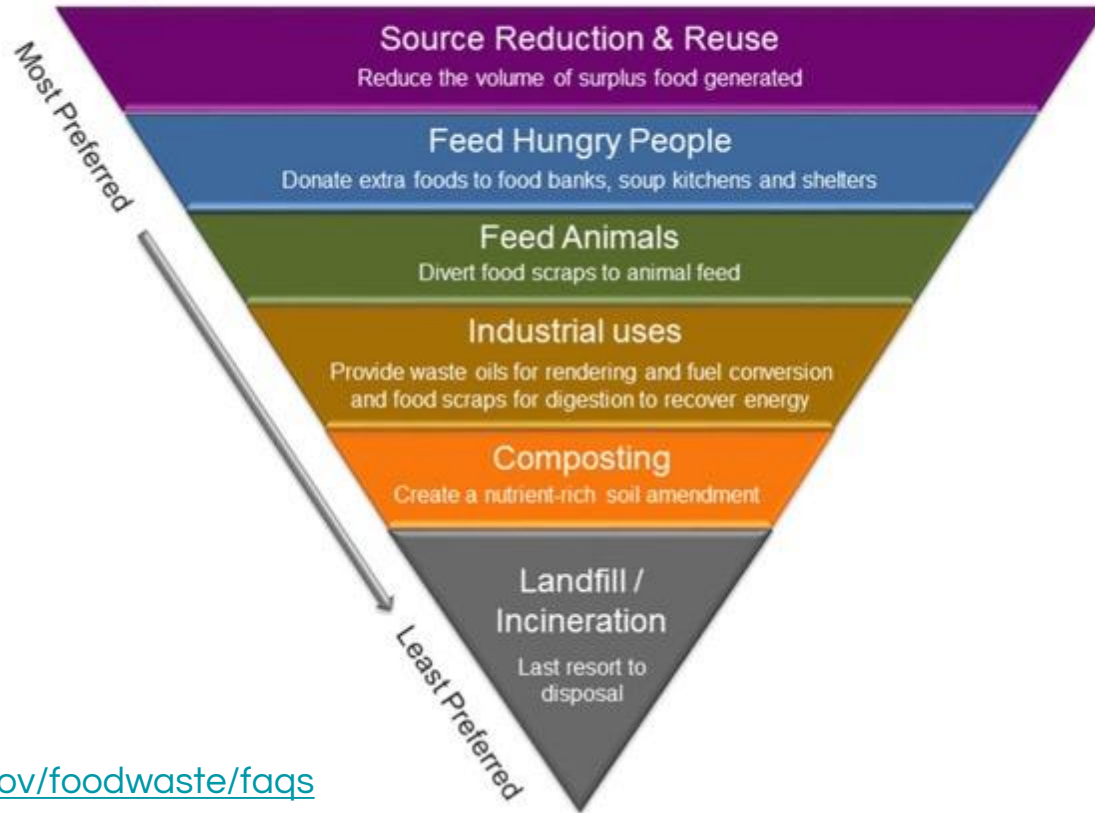 Source Reduction & Reuse
Reduce the volume of surplus food generated
Feed Hungry People
Donate extra foods to food banks, soup kitchens and shelters
Feed Animals
Divert food scraps to animal feed
Industrial uses
Provide waste oils for rendering and fuel conversion
and food scraps for digestion to recover energy
Composting
Create a nutrient-rich soil amendment
Landfill /
Incineration
Last resort to
disposal
Most Preferred
Least Preferred
ov/foodwaste/faqs